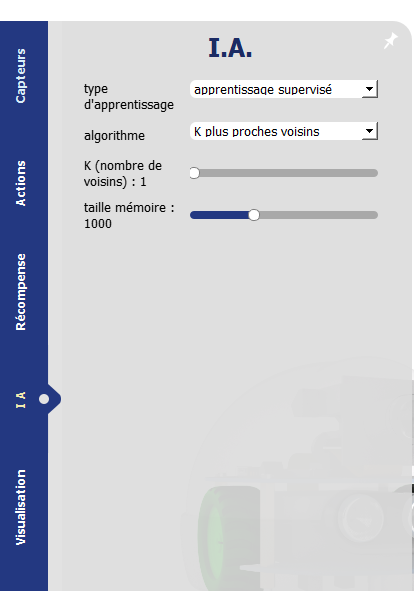 I.A.
type
d'apprentissage
apprentissage supervisé
algorithme
K plus proches voisins
K (nombre de
voisins) : 1
taille mémoire :
1000
Capteurs
Actions
Récompense
I A
Visualisation